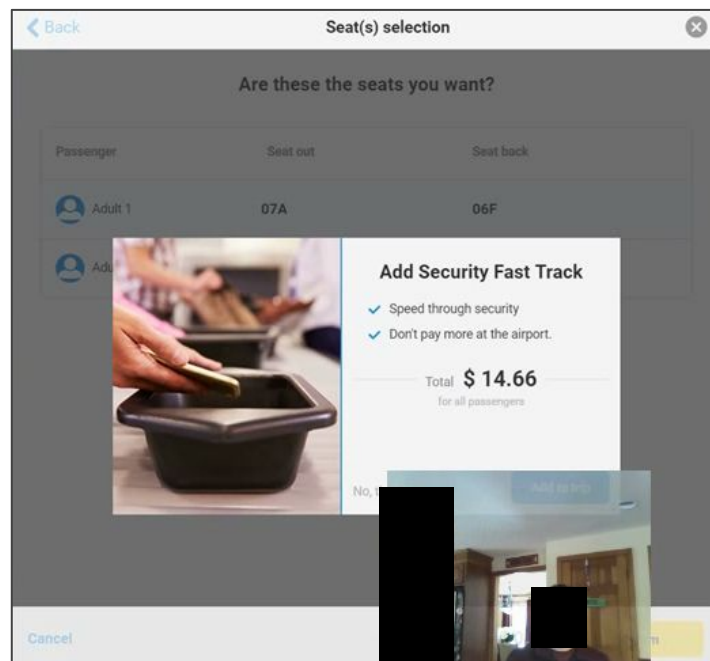 Back
Seat(s) selection
Are these the seats you want?
Passenger Seat out Seat back
Adult 1 07A 06F
Add Security Fast Track
Speed through security
Don't pay more at the airport.
Total $ 14.66
for all passengers
No,
Add to trip
Cancel